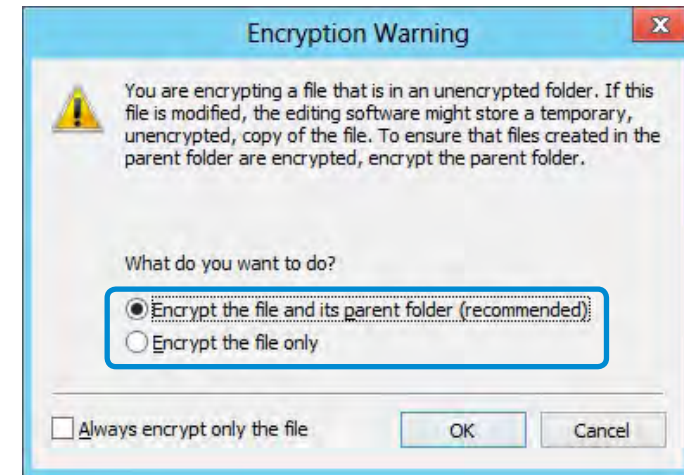 Encryption Warning
You are encrypting a file that is in an unencrypted folder. If this
file is modified, the editing software might store a temporary,
unencrypted, copy of the file. To ensure that files created in the
parent folder are encrypted, encrypt the parent folder.
What do you want to do?
Encrypt the file and its parent folder (recommended)
Encrypt the file only
Always encrypt only the file
OK
Cancel